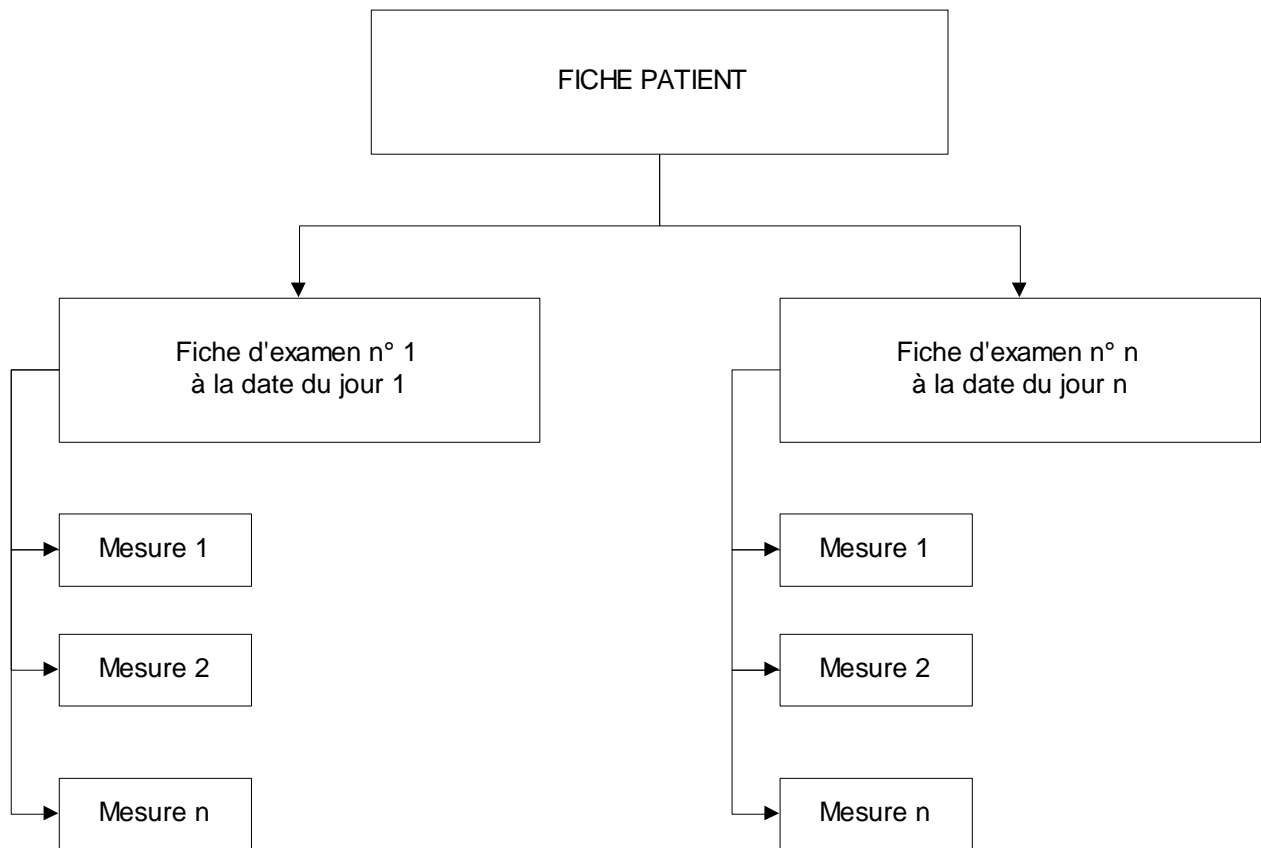 FICHE PATIENT
Fiche d'examen n° 1
à la date du jour 1
Fiche d'examen n° n
à la date du jour n
Mesure 1
Mesure 1
Mesure 2
Mesure 2
Mesure n
Mesure n